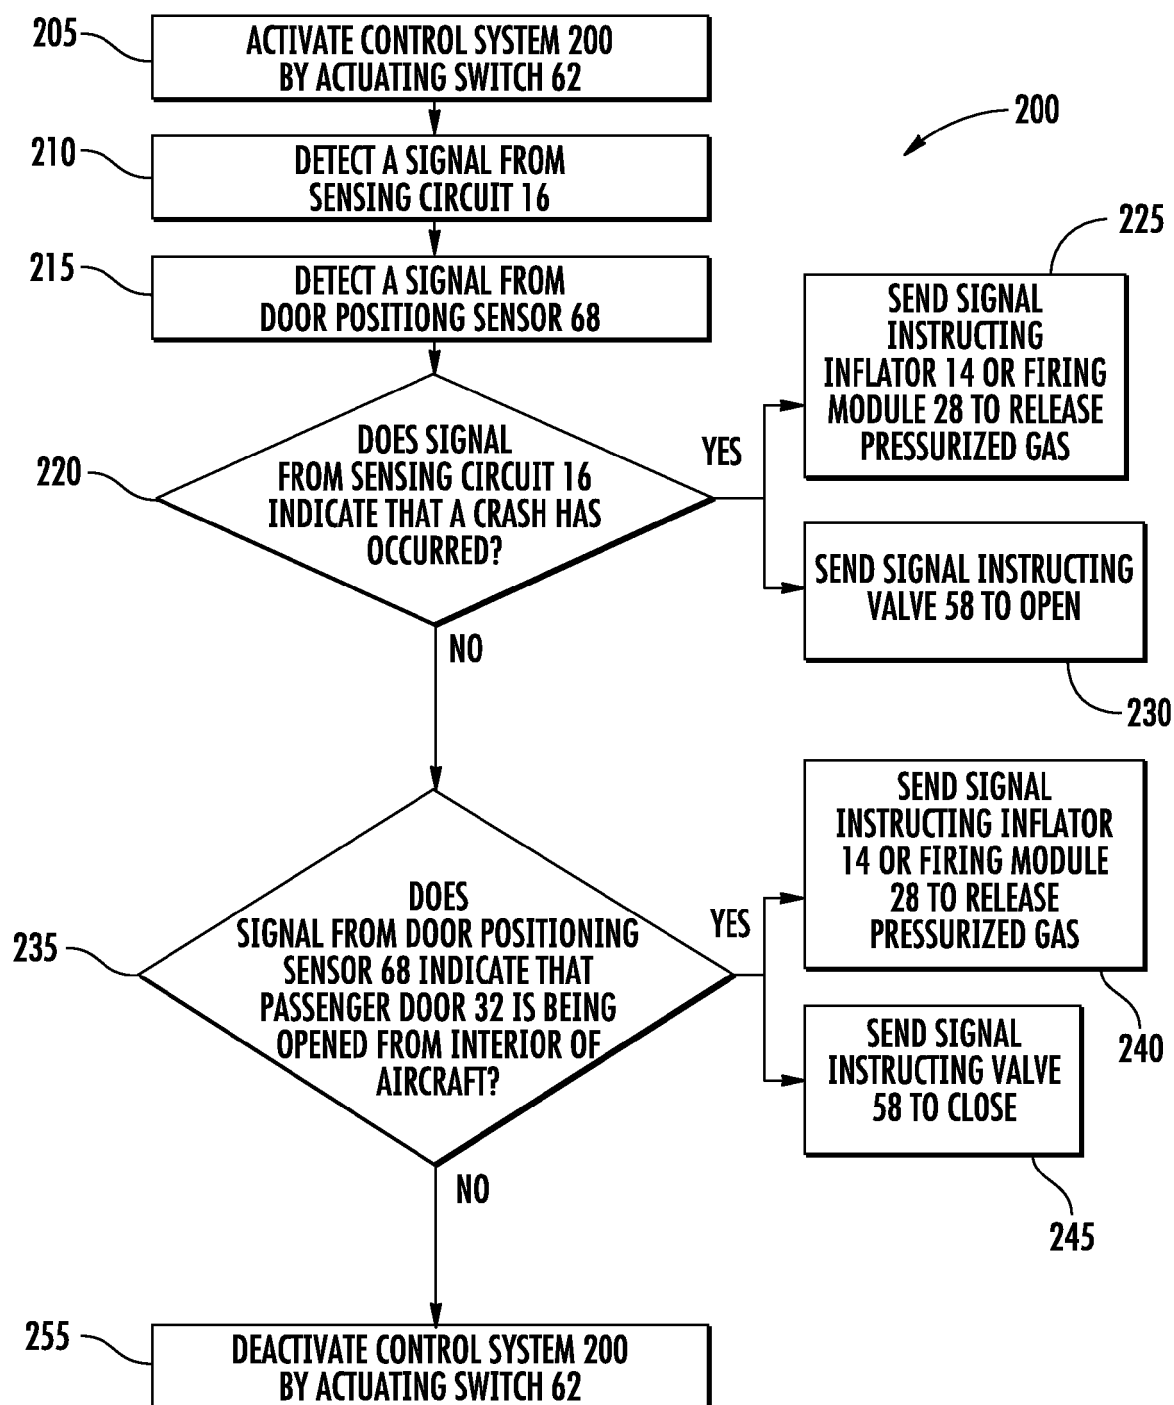 205
ACTIVATE CONTROL SYSTEM 200
BY ACTUATING SWITCH 62
200
210
DETECT A SIGNAL FROM
SENSING CIRCUIT 16
215
DETECT A SIGNAL FROM
DOOR POSITIONG SENSOR 68
225
SEND SIGNAL
INSTRUCTING
INFLATOR 14 OR FIRING
MODULE 28 TO RELEASE
PRESSURIZED GAS
220
DOES SIGNAL
FROM SENSING CIRCUIT 16
INDICATE THAT A CRASH HAS
OCCURRED?
YES
SEND SIGNAL INSTRUCTING
VALVE 58 TO OPEN
230
NO
235
DOES
SIGNAL FROM DOOR POSITIONING
SENSOR 68 INDICATE THAT
PASSENGER DOOR 32 IS BEING
OPENED FROM INTERIOR OF
AIRCRAFT?
YES
SEND SIGNAL
INSTRUCTING INFLATOR
14 OR FIRING MODULE
28 TO RELEASE
PRESSURIZED GAS
240
SEND SIGNAL
INSTRUCTING VALVE
58 TO CLOSE
245
NO
255
DEACTIVATE CONTROL SYSTEM 200
BY ACTUATING SWITCH 62